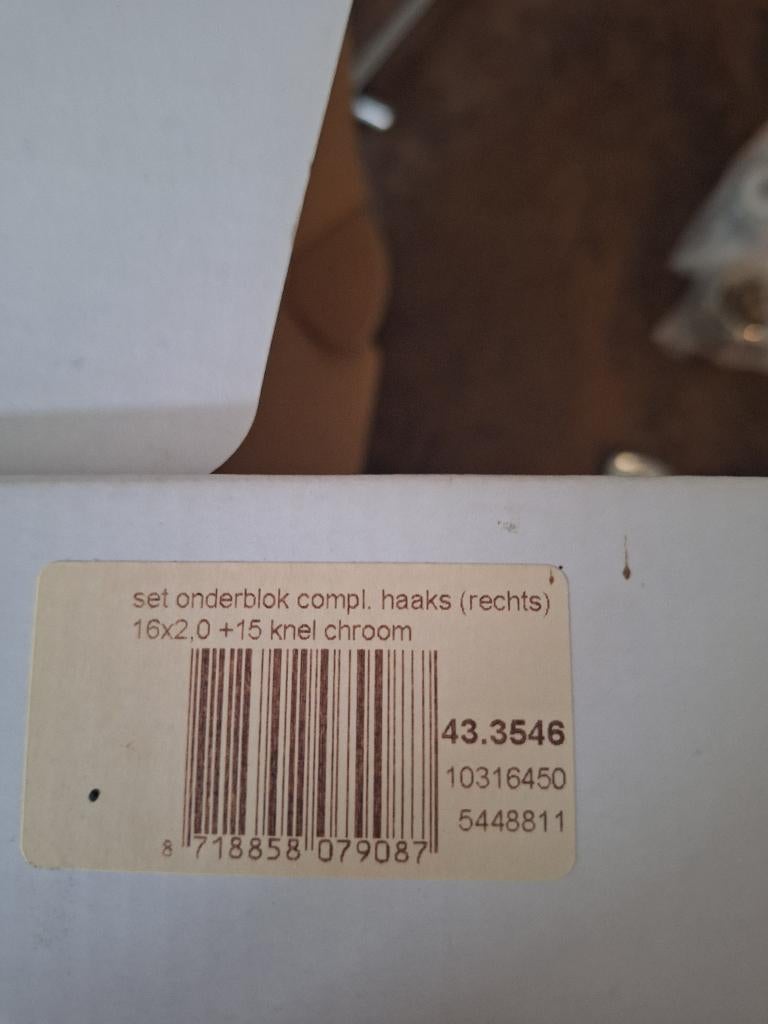 set onderblok compl. haaks (rechts)
16x2,0 +15 knel chroom
43.3546
10316450
5448811
8 718858 079087